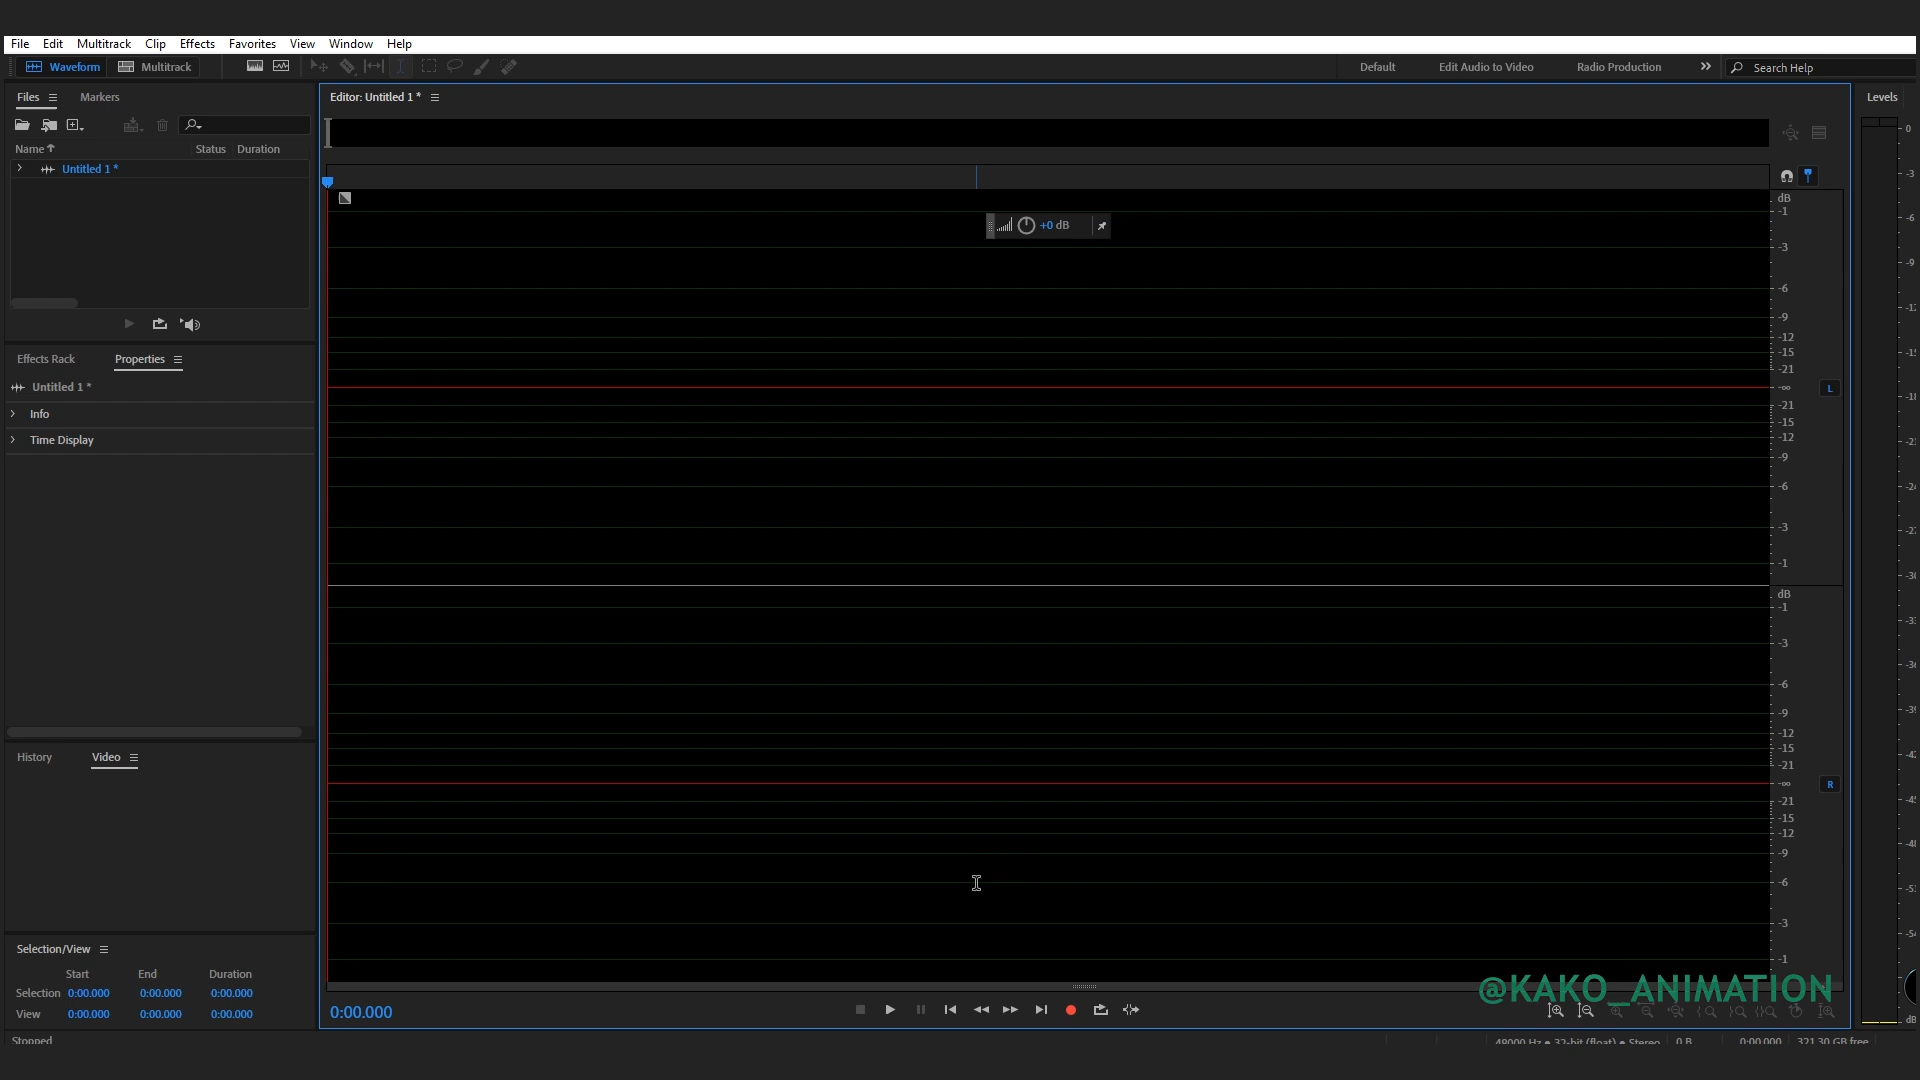 File Edit Multitrack Clip Effects Favorites View Window Help
Waveform Multitrack Default Edit Audio to Video Radio Production Search Help
Files Markers
Editor: Untitled 1 *
Levels
Name Status Duration
Untitled 1 *
+0 dB
dB
-1
-3
-6
-9
-12
-15
-21
-∞
L
-21
-15
-12
-9
-6
-3
-1
dB
-1
-3
-6
-9
-12
-15
-21
-∞
R
-21
-15
-12
-9
-6
-3
-1
0
-3
-6
-9
Effects Rack Properties
Untitled 1 *
Info
Time Display
History Video
Selection/View
Start End Duration
Selection 0:00.000 0:00.000 0:00.000
View 0:00.000 0:00.000 0:00.000
0:00.000
@KAKO_ANIMATION
dB
Stopped
48000 Hz • 32-bit (float) • Stereo 0 B 0:00.000 321.30 GB free